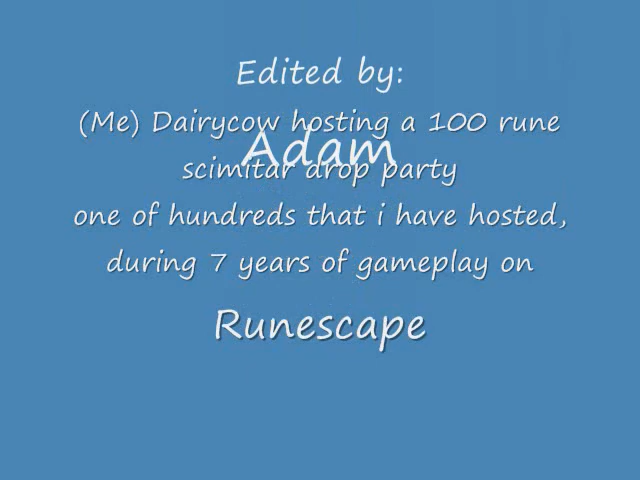 Edited by:
(Me) Dairycow hosting a 100 rune
Adam
scimitar drop party
one of hundreds that i have hosted,
during 7 years of gameplay on
Runescape